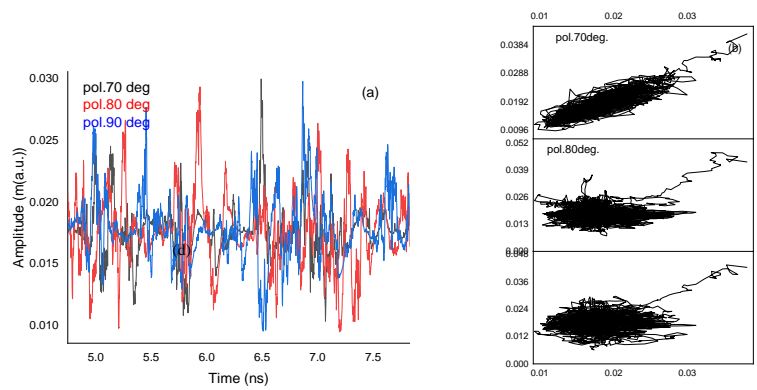 0.030
0.025
0.020
0.015
0.010
Amplitude (m(a.u.))
pol.70 deg
pol.80 deg
pol.90 deg
(a)
(d)
5.0 5.5 6.0 6.5 7.0 7.5
Time (ns)
0.01 0.02 0.03
pol.70deg.
(b)
0.0384
0.0288
0.0192
0.0096
0.052
pol.80deg.
0.039
0.026
0.013
0.000
0.048
0.036
0.024
0.012
0.000
0.01 0.02 0.03